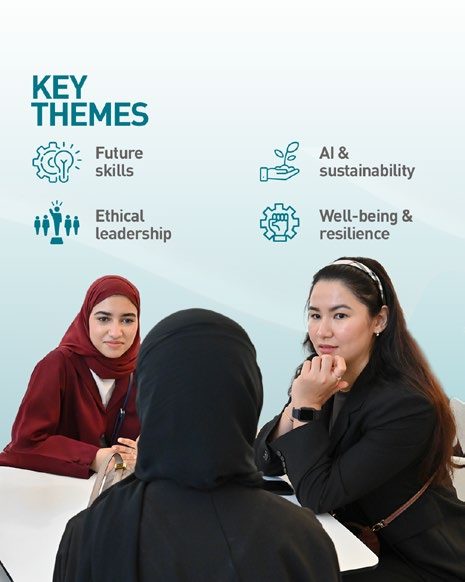 KEY
THEMES
Future
skills
AI &
sustainability
Ethical
leadership
Well-being &
resilience